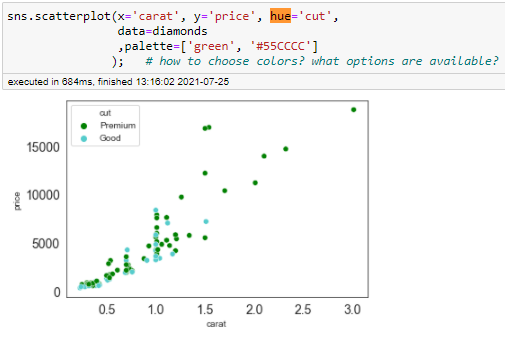 sns.scatterplot(x='carat', y='price', hue='cut',
data=diamonds
,palette=['green', '#55CCCC']
);   # how to choose colors? what options are available?
executed in 684ms, finished 13:16:02 2021-07-25
cut
Premium
Good
15000
10000
5000
0
price
0.5 1.0 1.5 2.0 2.5 3.0
carat